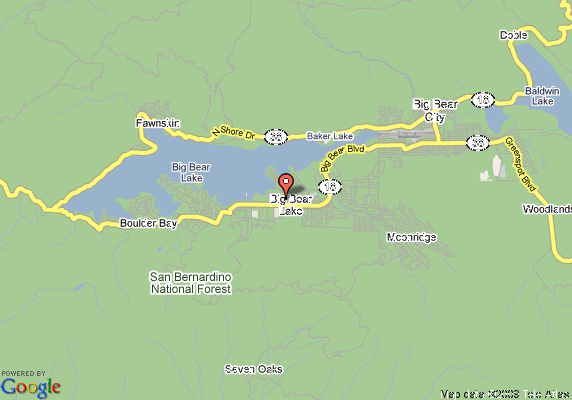 Doble
Baldwin
Lake
Big Bear
City
18
Fawnskin
N Shore Dr
38
Baker Lake
Big Bear Blvd
38
Greenspot Blvd
Big Bear
Lake
18
Big Bear
Lake
Woodlands
Boulder Bay
Moonridge
San Bernardino
National Forest
Seven Oaks
POWERED BY
Google
Map data ©2008 Tele Atlas